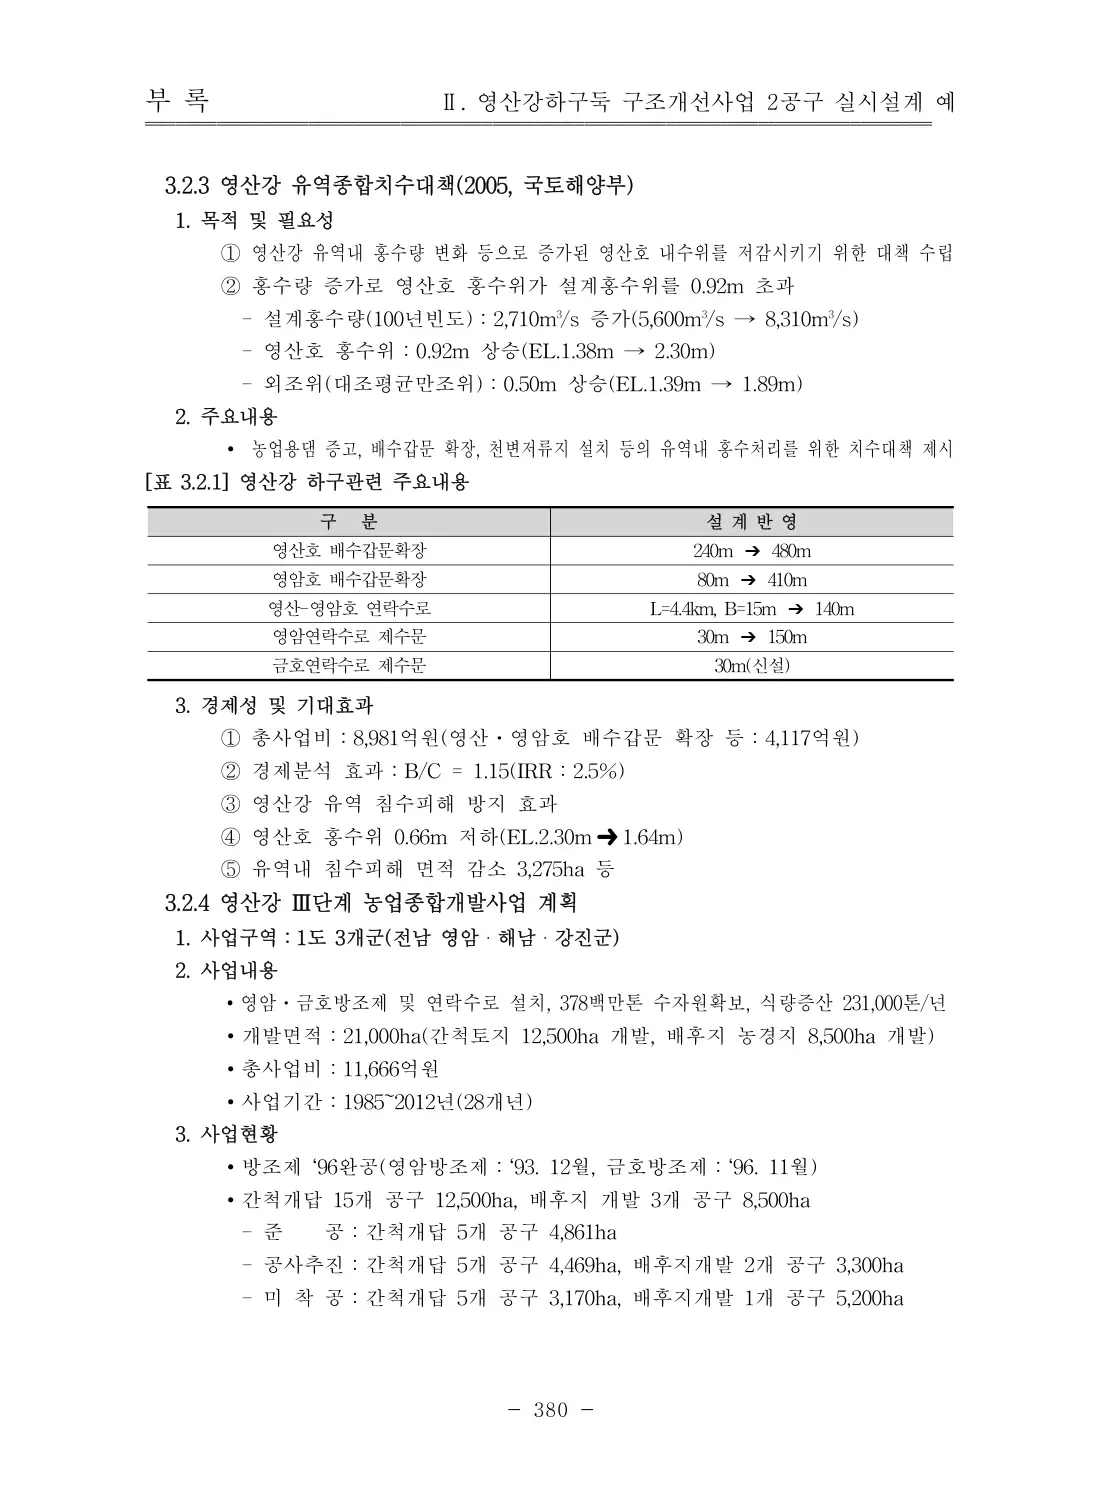 부 록
Ⅱ. 영산강하구둑 구조개선사업 2공구 실시설계 예
3.2.3 영산강 유역종합치수대책(2005, 국토해양부)
1. 목적 및 필요성
① 영산강 유역내 홍수량 변화 등으로 증가된 영산호 내수위를 저감시키기 위한 대책 수립
② 홍수량 증가로 영산호 홍수위가 설계홍수위를 0.92m 초과
- 설계홍수량(100년빈도) : 2,710m³/s 증가(5,600m³/s → 8,310m³/s)
- 영산호 홍수위 : 0.92m 상승(EL.1.38m → 2.30m)
- 외조위(대조평균만조위) : 0.50m 상승(EL.1.39m → 1.89m)
2. 주요내용
• 농업용댐 증고, 배수갑문 확장, 천변저류지 설치 등의 유역내 홍수처리를 위한 치수대책 제시
[표 3.2.1] 영산강 하구관련 주요내용
구 분 설 계 반 영
영산호 배수갑문확장 240m ➔ 480m
영암호 배수갑문확장 80m ➔ 410m
영산-영암호 연락수로 L=4.4km, B=15m ➔ 140m
영암연락수로 제수문 30m ➔ 150m
금호연락수로 제수문 30m(신설)
3. 경제성 및 기대효과
① 총사업비 : 8,981억원(영산・영암호 배수갑문 확장 등 : 4,117억원)
② 경제분석 효과 : B/C = 1.15(IRR : 2.5%)
③ 영산강 유역 침수피해 방지 효과
④ 영산호 홍수위 0.66m 저하(EL.2.30m ➜ 1.64m)
⑤ 유역내 침수피해 면적 감소 3,275ha 등
3.2.4 영산강 Ⅲ단계 농업종합개발사업 계획
1. 사업구역 : 1도 3개군(전남 영암·해남·강진군)
2. 사업내용
• 영암・금호방조제 및 연락수로 설치, 378백만톤 수자원확보, 식량증산 231,000톤/년
• 개발면적 : 21,000ha(간척토지 12,500ha 개발, 배후지 농경지 8,500ha 개발)
• 총사업비 : 11,666억원
• 사업기간 : 1985~2012년(28개년)
3. 사업현황
• 방조제 ‘96완공(영암방조제 : ‘93. 12월, 금호방조제 : ‘96. 11월)
• 간척개답 15개 공구 12,500ha, 배후지 개발 3개 공구 8,500ha
- 준 공 : 간척개답 5개 공구 4,861ha
- 공사추진 : 간척개답 5개 공구 4,469ha, 배후지개발 2개 공구 3,300ha
- 미 착 공 : 간척개답 5개 공구 3,170ha, 배후지개발 1개 공구 5,200ha
- 380 -